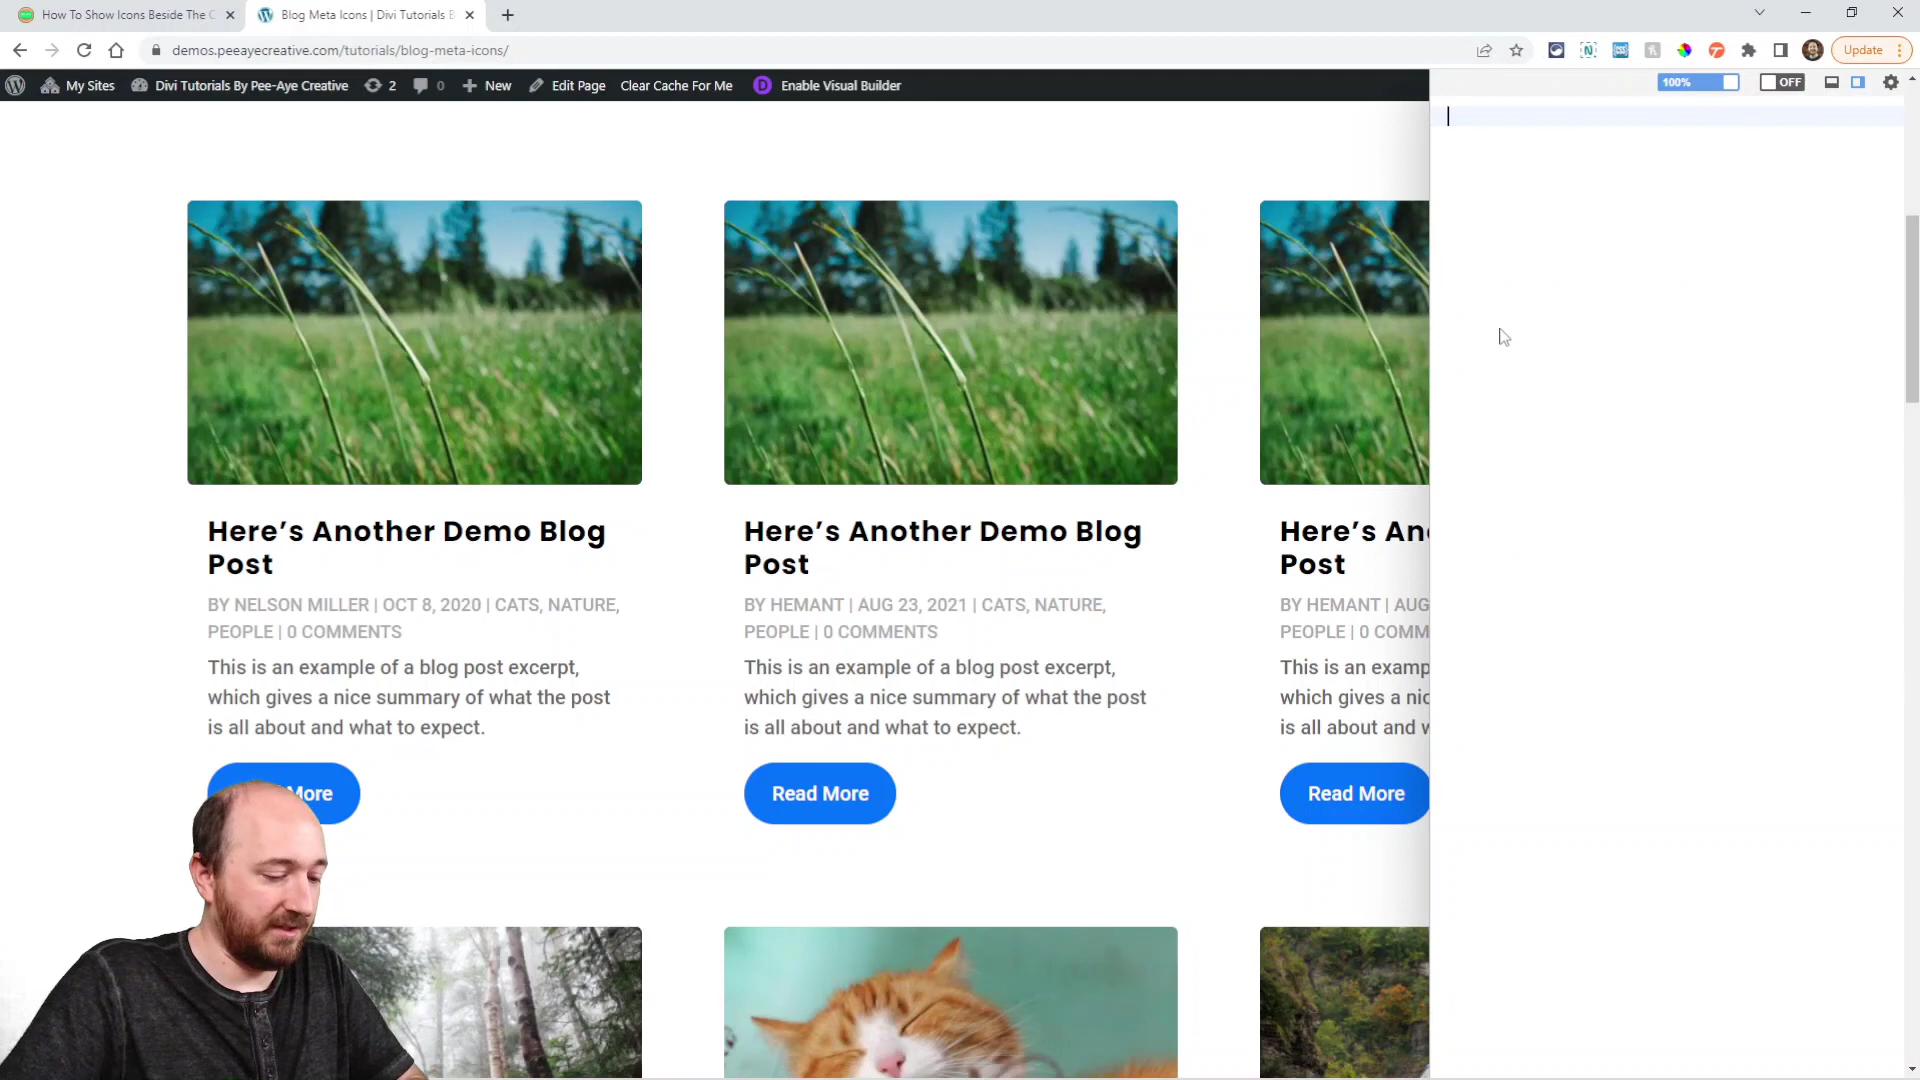 How To Show Icons Beside The C
Blog Meta Icons | Divi Tutorials B
demos.peeayecreative.com/tutorials/blog-meta-icons/
Update
My Sites
Divi Tutorials By Pee-Aye Creative
2
0
New
Edit Page
Clear Cache For Me
D
Enable Visual Builder
100%
OFF
Here’s Another Demo Blog
Post
BY NELSON MILLER | OCT 8, 2020 | CATS, NATURE,
PEOPLE | 0 COMMENTS
This is an example of a blog post excerpt,
which gives a nice summary of what the post
is all about and what to expect.
More
Here’s Another Demo Blog
Post
BY HEMANT | AUG 23, 2021 | CATS, NATURE,
PEOPLE | 0 COMMENTS
This is an example of a blog post excerpt,
which gives a nice summary of what the post
is all about and what to expect.
Read More
Here’s An
Post
BY HEMANT | AUG
PEOPLE | 0 COMM
This is an examp
which gives a nic
is all about and w
Read More